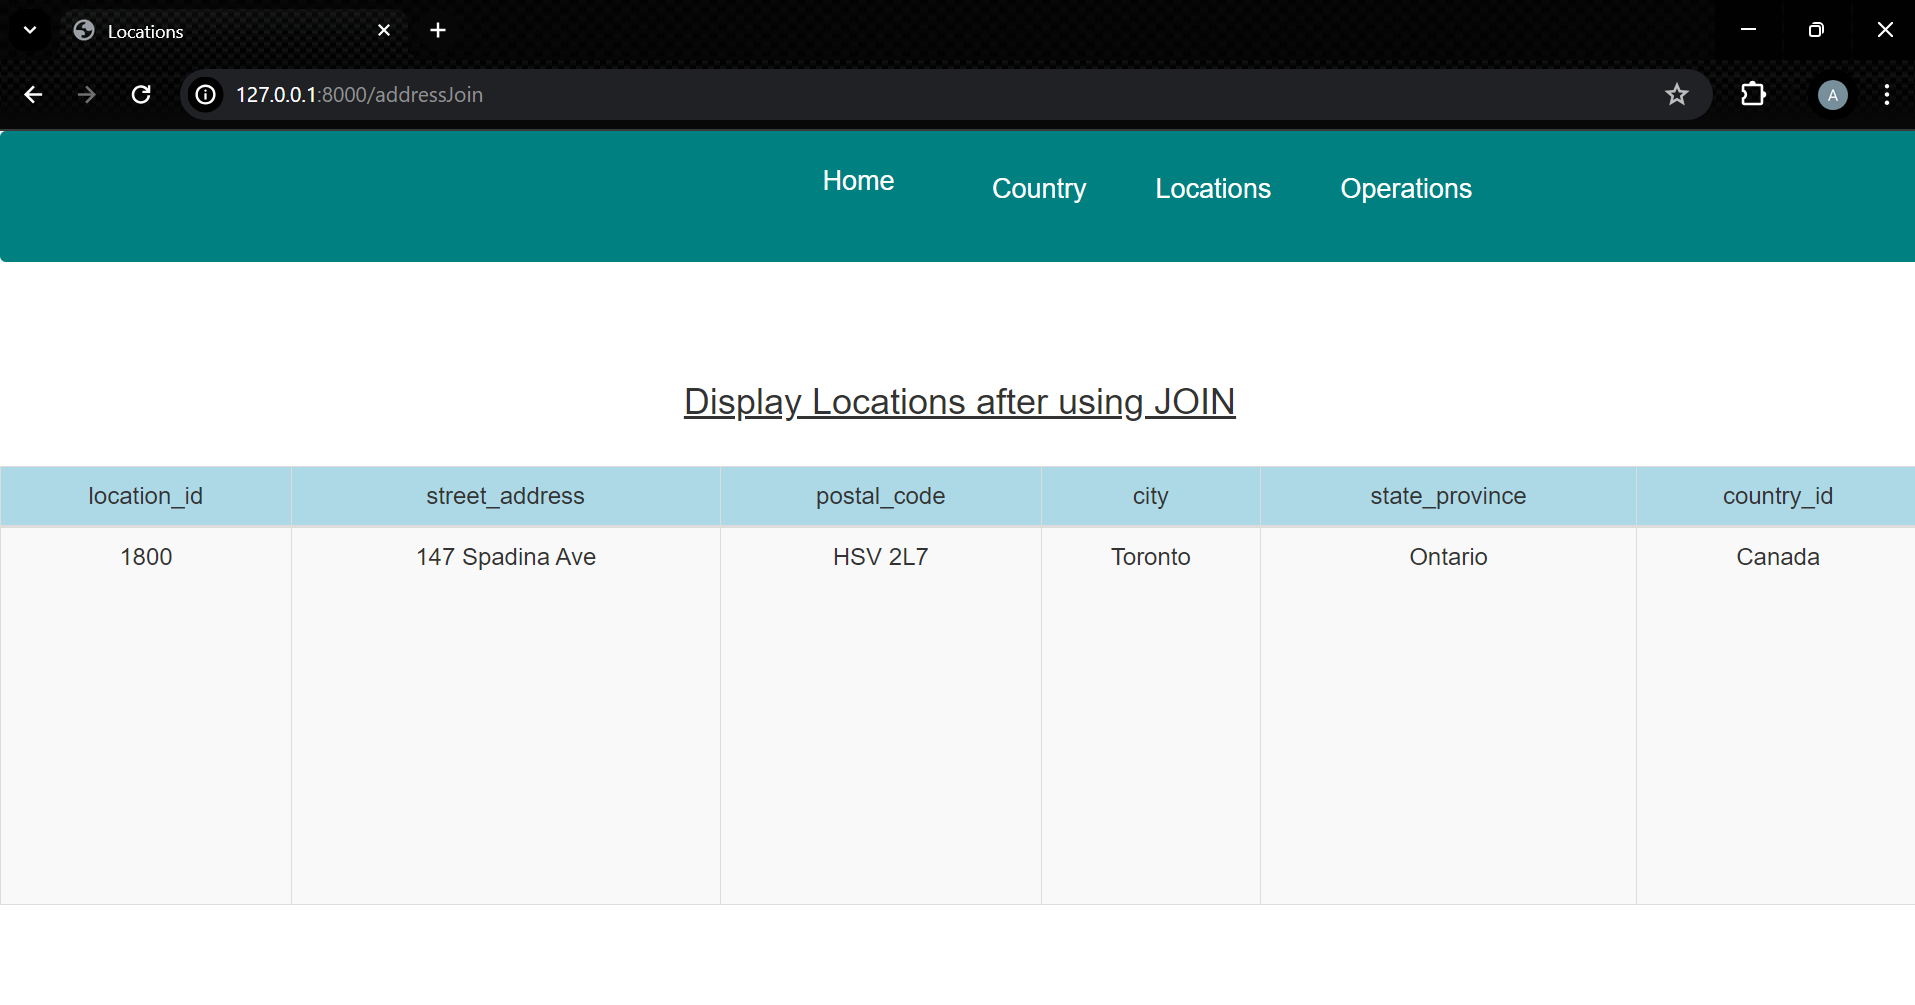 Locations
127.0.0.1:8000/addressJoin
A
Home Country Locations Operations
Display Locations after using JOIN
location_id street_address postal_code city state_province country_id
1800 147 Spadina Ave HSV 2L7 Toronto Ontario Canada